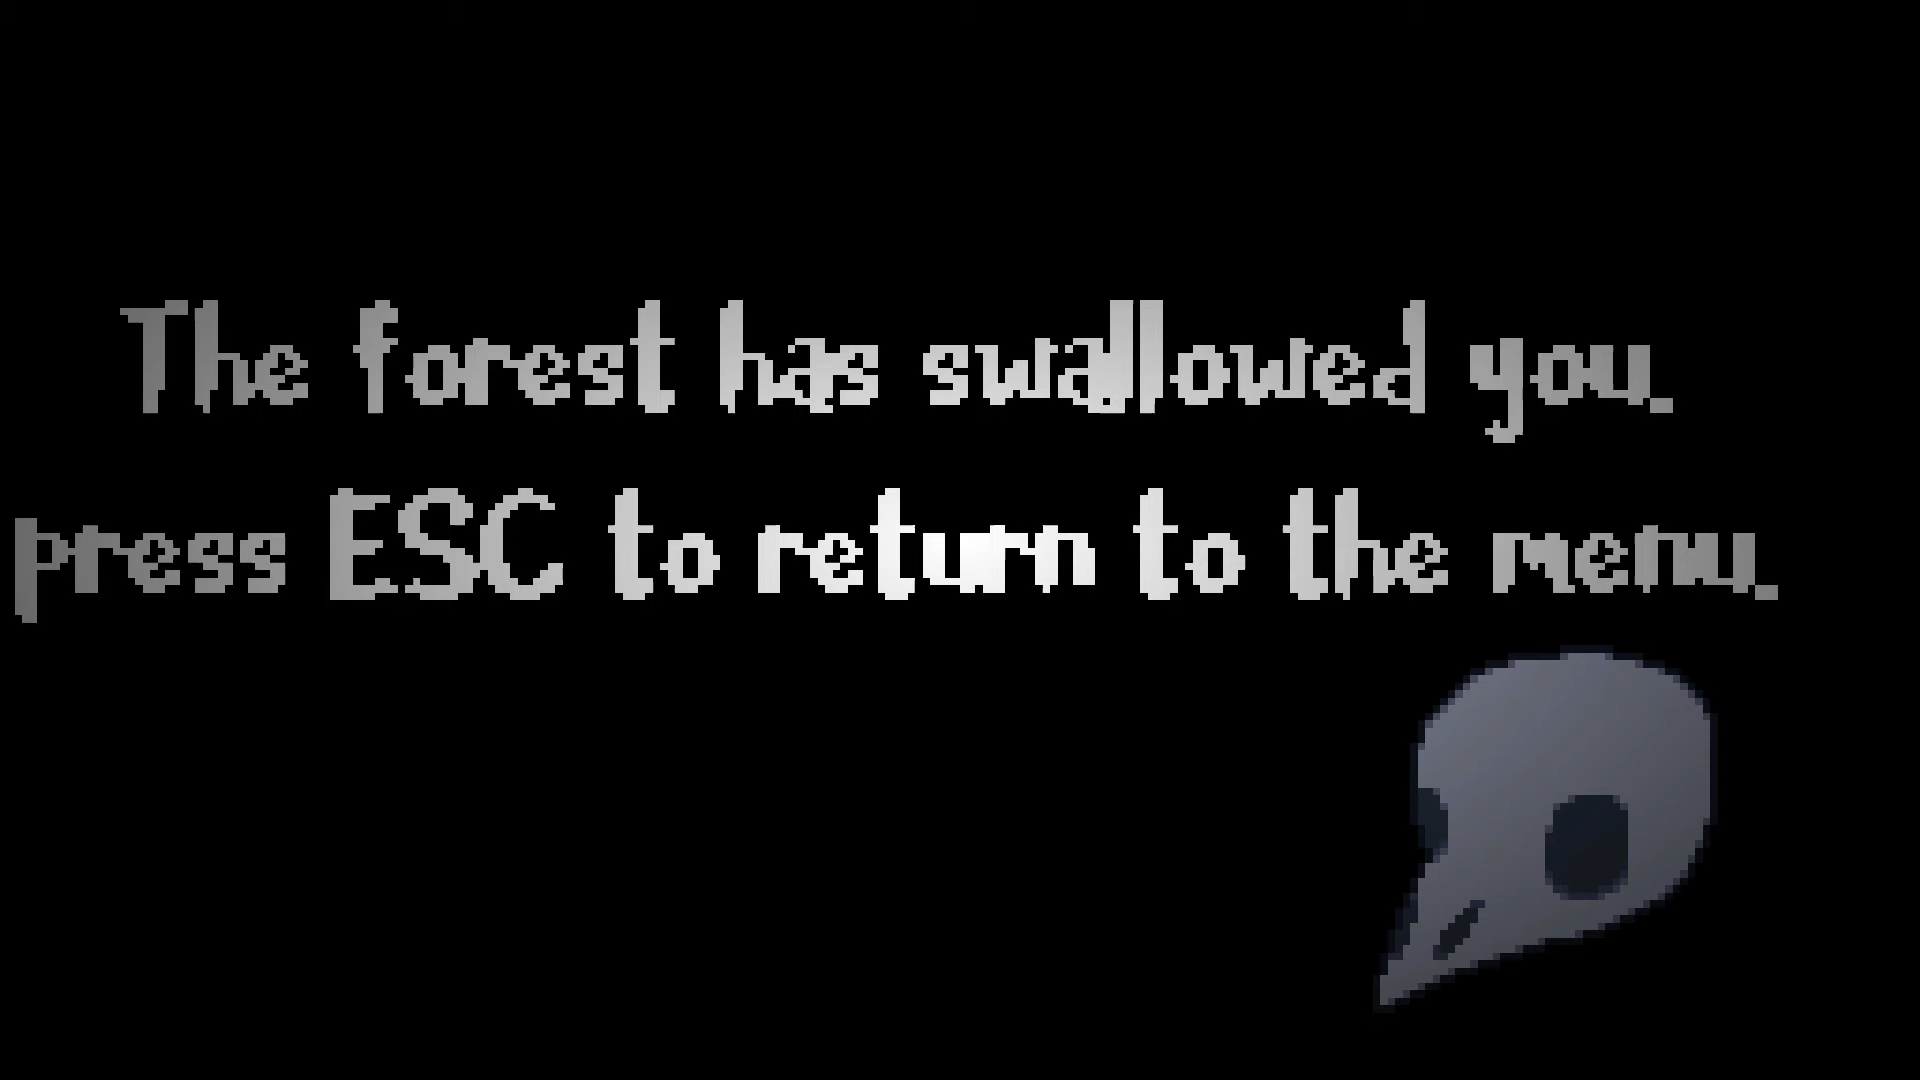 The forest has swallowed you.
press ESC to return to the menu.